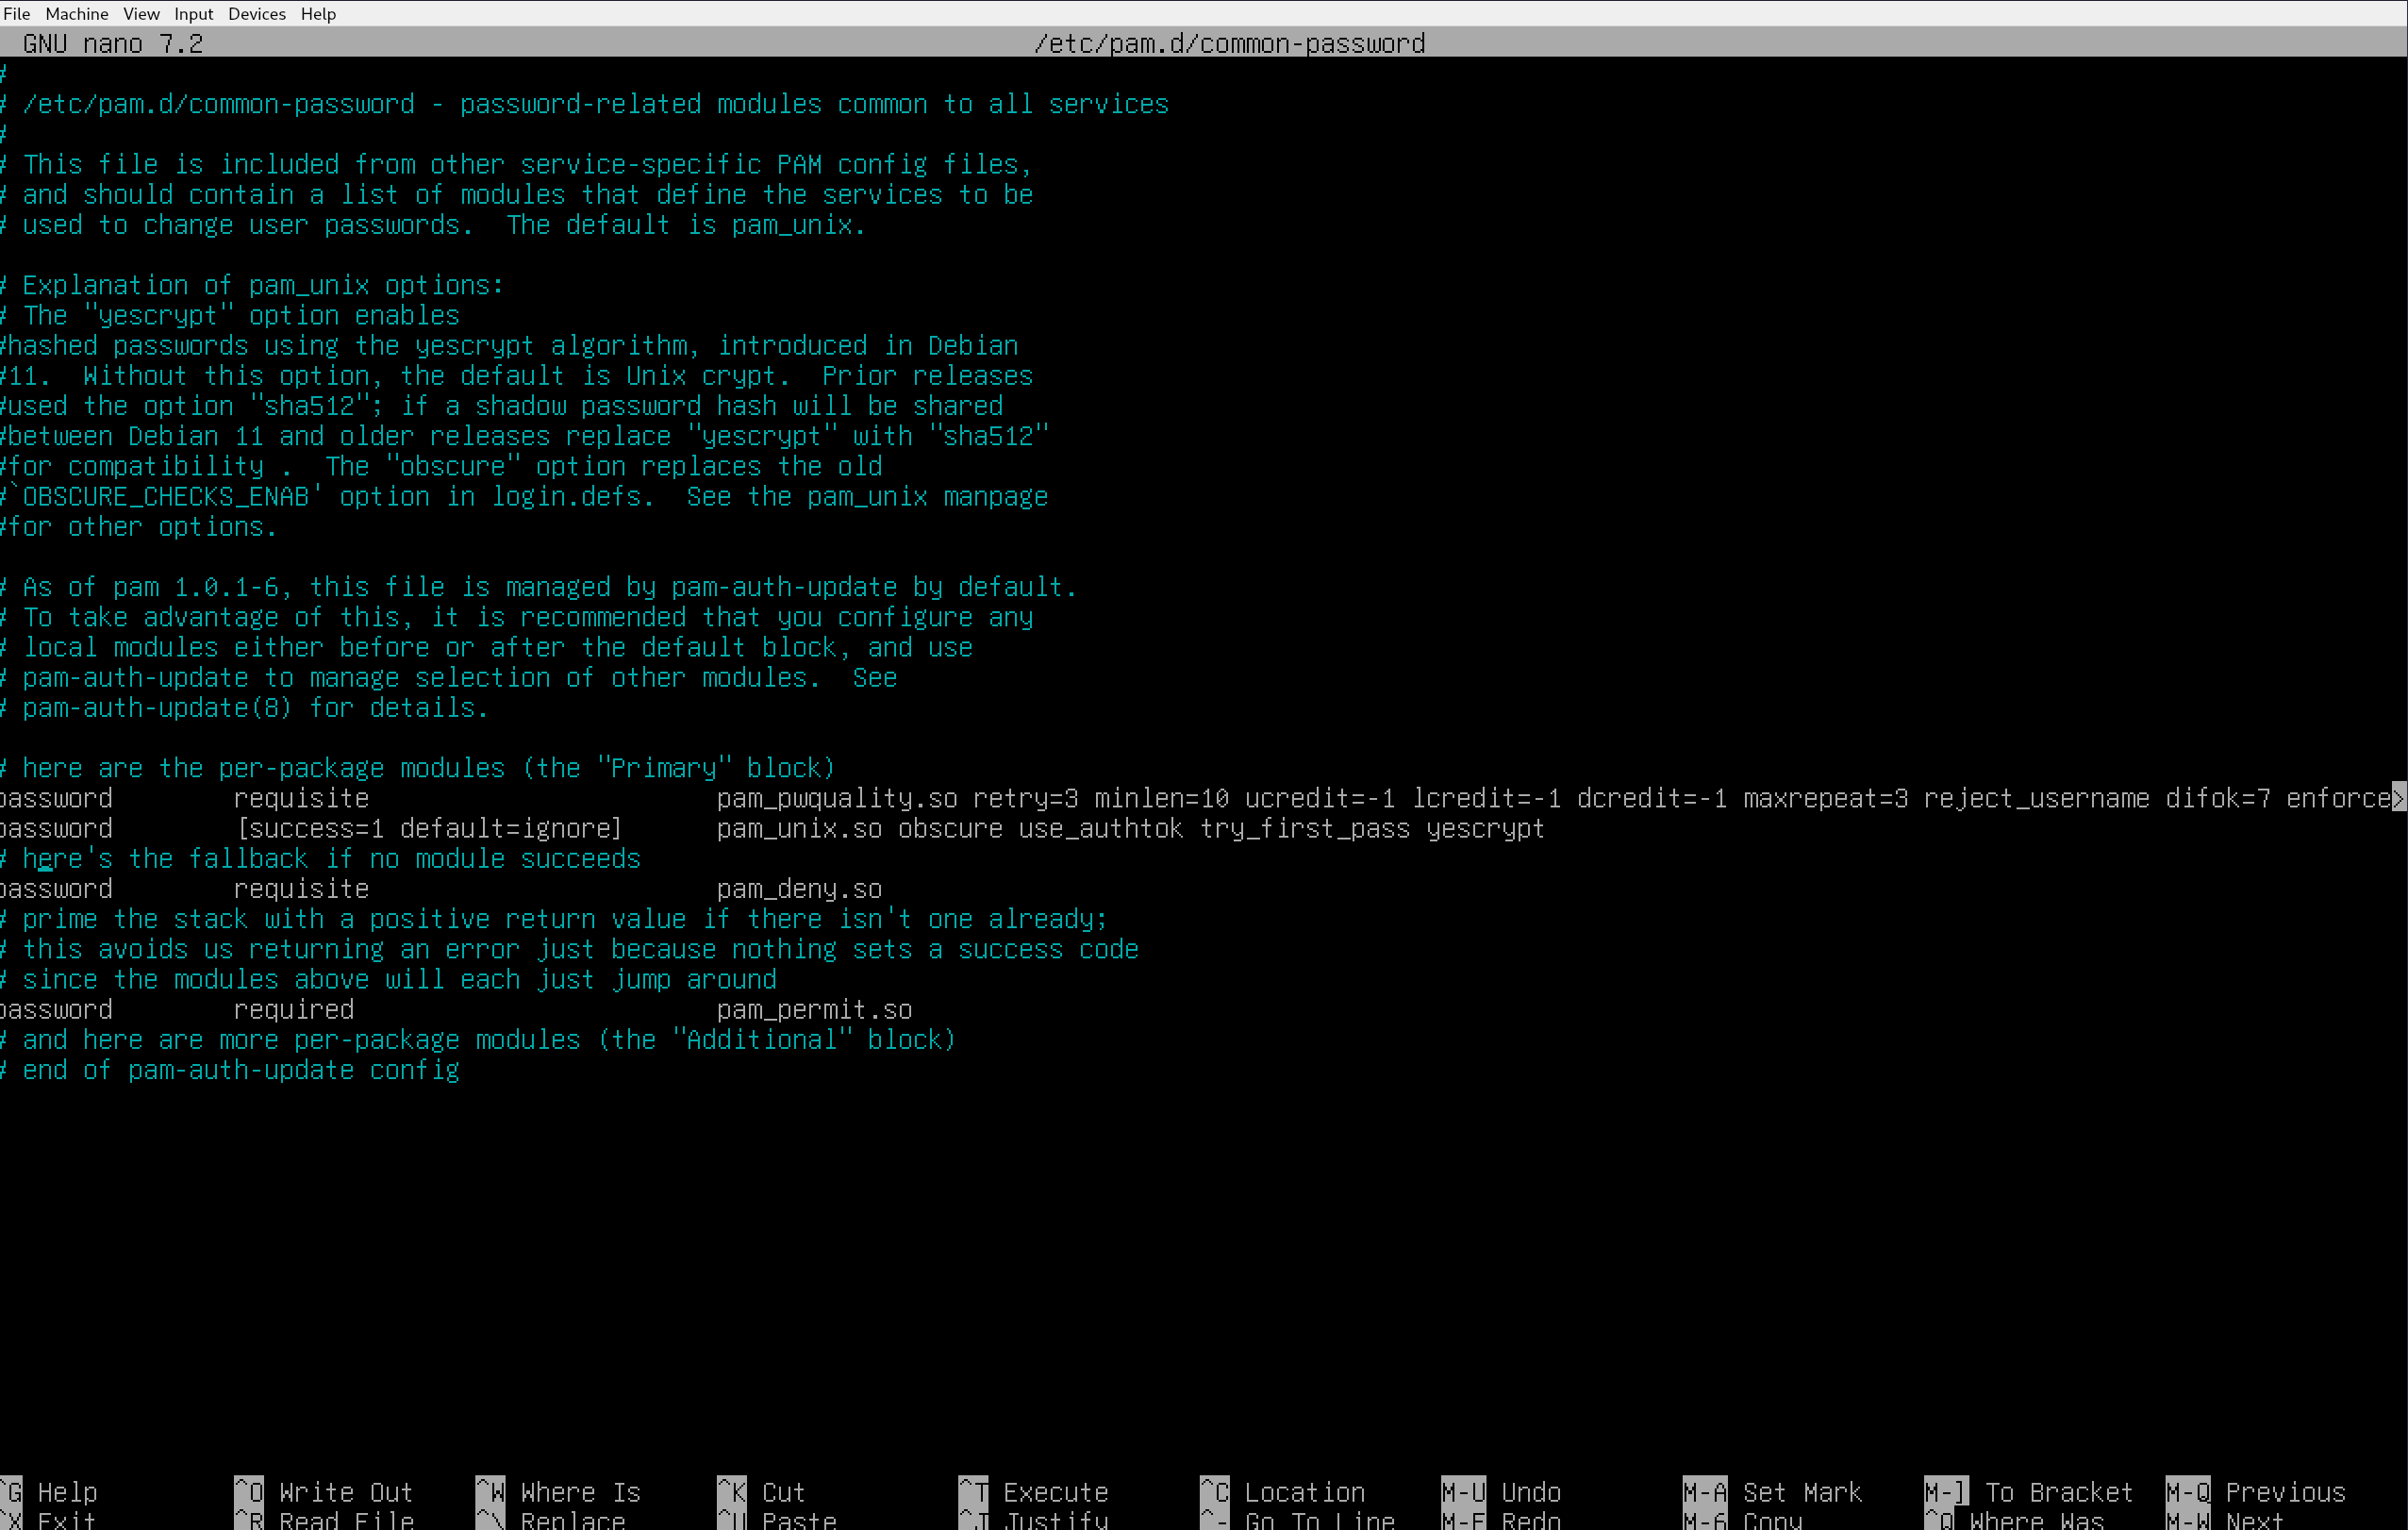 File Machine View Input Devices Help
GNU nano 7.2 /etc/pam.d/common-password
#
# /etc/pam.d/common-password - password-related modules common to all services
#
# This file is included from other service-specific PAM config files,
# and should contain a list of modules that define the services to be
# used to change user passwords.  The default is pam_unix.
# Explanation of pam_unix options:
# The "yescrypt" option enables
#hashed passwords using the yescrypt algorithm, introduced in Debian
#11.  Without this option, the default is Unix crypt.  Prior releases
#used the option "sha512"; if a shadow password hash will be shared
#between Debian 11 and older releases replace "yescrypt" with "sha512"
#for compatibility .  The "obscure" option replaces the old
#`OBSCURE_CHECKS_ENAB' option in login.defs.  See the pam_unix manpage
#for other options.
# As of pam 1.0.1-6, this file is managed by pam-auth-update by default.
# To take advantage of this, it is recommended that you configure any
# local modules either before or after the default block, and use
# pam-auth-update to manage selection of other modules.  See
# pam-auth-update(8) for details.
# here are the per-package modules (the "Primary" block)
password requisite pam_pwquality.so retry=3 minlen=10 ucredit=-1 lcredit=-1 dcredit=-1 maxrepeat=3 reject_username difok=7 enforce>
password [success=1 default=ignore] pam_unix.so obscure use_authtok try_first_pass yescrypt
# here's the fallback if no module succeeds
password requisite pam_deny.so
# prime the stack with a positive return value if there isn't one already;
# this avoids us returning an error just because nothing sets a success code
# since the modules above will each just jump around
password required pam_permit.so
# and here are more per-package modules (the "Additional" block)
# end of pam-auth-update config
^G Help ^O Write Out ^W Where Is ^K Cut ^T Execute ^C Location M-U Undo M-A Set Mark M-] To Bracket M-Q Previous
^X Exit ^R Read File ^\ Replace ^U Paste ^J Justify ^- Go To Line M-E Redo M-6 Copy ^Q Where Was M-W Next